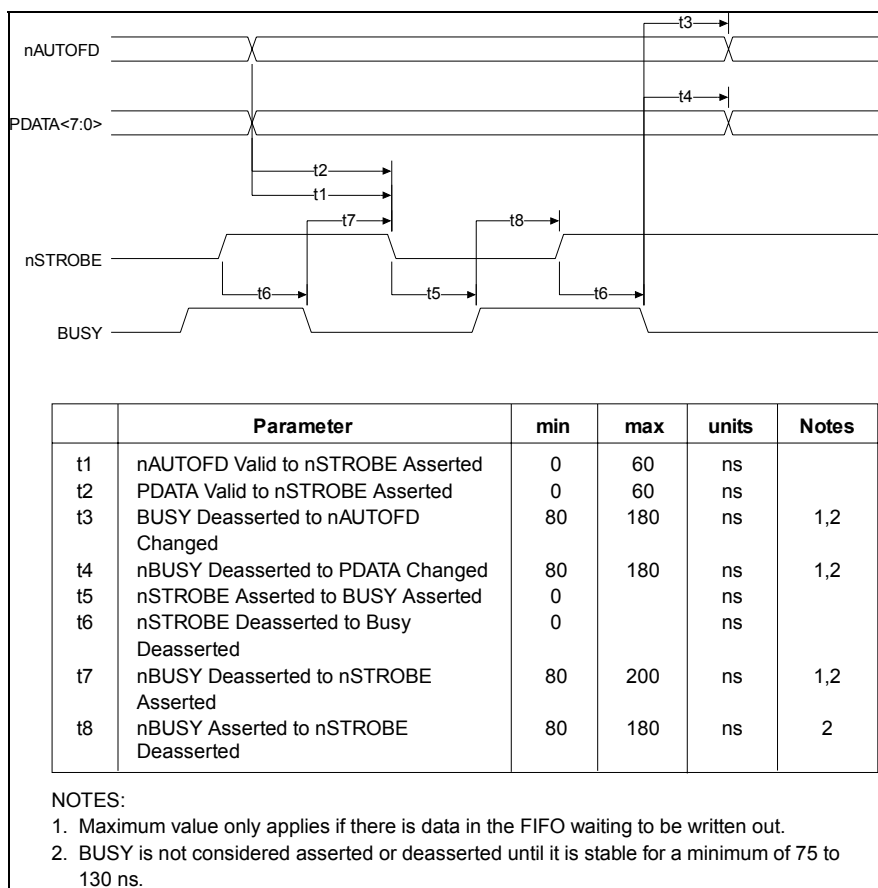 t3
nAUTOFD
t4
PDATA<7:0>
t2
t1
t7
t8
nSTROBE
t6
t5
t6
BUSY
Parameter min max units Notes
t1 nAUTOFD Valid to nSTROBE Asserted 0 60 ns
t2 PDATA Valid to nSTROBE Asserted 0 60 ns
t3 BUSY Deasserted to nAUTOFD 80 180 ns 1,2
Changed
t4 nBUSY Deasserted to PDATA Changed 80 180 ns 1,2
t5 nSTROBE Asserted to BUSY Asserted 0 ns
t6 nSTROBE Deasserted to Busy 0 ns
Deasserted
t7 nBUSY Deasserted to nSTROBE 80 200 ns 1,2
Asserted
t8 nBUSY Asserted to nSTROBE 80 180 ns 2
Deasserted
NOTES:
1. Maximum value only applies if there is data in the FIFO waiting to be written out.
2. BUSY is not considered asserted or deasserted until it is stable for a minimum of 75 to
130 ns.